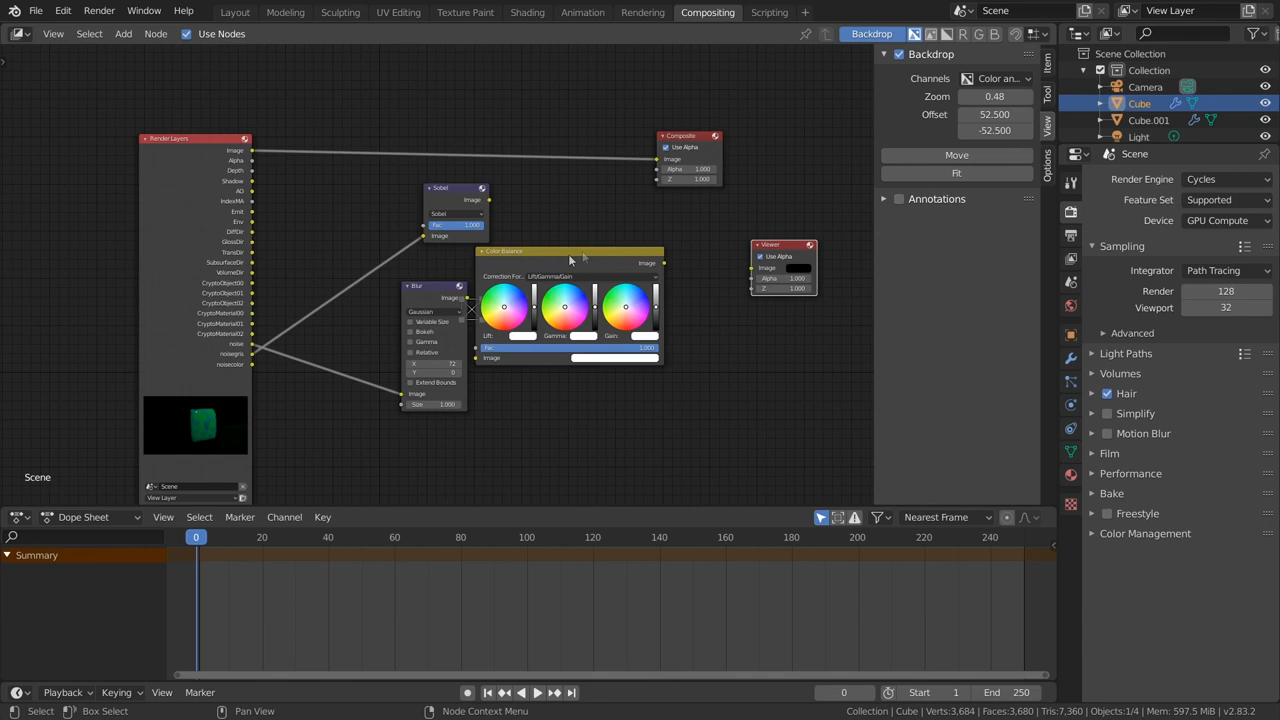 File Edit Render Window Help Layout Modeling Sculpting UV Editing Texture Paint Shading Animation Rendering Compositing Scripting + Scene View Layer
View Select Add Node Use Nodes Backdrop R G B
Backdrop
Channels Color an...
Zoom 0.48
Offset 52.500
-52.500
Move
Fit
Annotations
Item
Tool
View
Options
Scene Collection
Collection
Camera
Cube
Cube.001
Light
Scene
Render Engine Cycles
Feature Set Supported
Device GPU Compute
Sampling
Integrator Path Tracing
Render 128
Viewport 32
Advanced
Light Paths
Volumes
Hair
Simplify
Motion Blur
Film
Performance
Bake
Freestyle
Color Management
Render Layers
Image
Alpha
Depth
Shadow
AO
IndexMA
Emit
Env
DiffDir
GlossDir
TransDir
SubsurfaceDir
VolumeDir
CryptoObject00
CryptoObject01
CryptoObject02
CryptoMaterial00
CryptoMaterial01
CryptoMaterial02
noise
noisegris
noisecolor
Scene
View Layer
Sobel
Image
Sobel
Fac: 1.000
Image
Blur
Image
Gaussian
Variable Size
Bokeh
Gamma
Relative
X 72
Y 0
Extend Bounds
Image
Size 1.000
Color Balance
Image
Correction For... Lift/Gamma/Gain
Lift: Gamma: Gain:
Fac: 1.000
Image
Composite
Use Alpha
Image
Alpha 1.000
Z 1.000
Viewer
Use Alpha
Image
Alpha 1.000
Z 1.000
Scene
Dope Sheet View Select Marker Channel Key Nearest Frame
0 20 40 60 80 100 120 140 160 180 200 220 240
Summary
Playback Keying View Marker 0 Start 1 End 250
Select Box Select Pan View Node Context Menu Collection | Cube | Verts:3,684 | Faces:3,680 | Tris:7,360 | Objects:1/4 | Mem: 597.5 MiB | v2.83.2